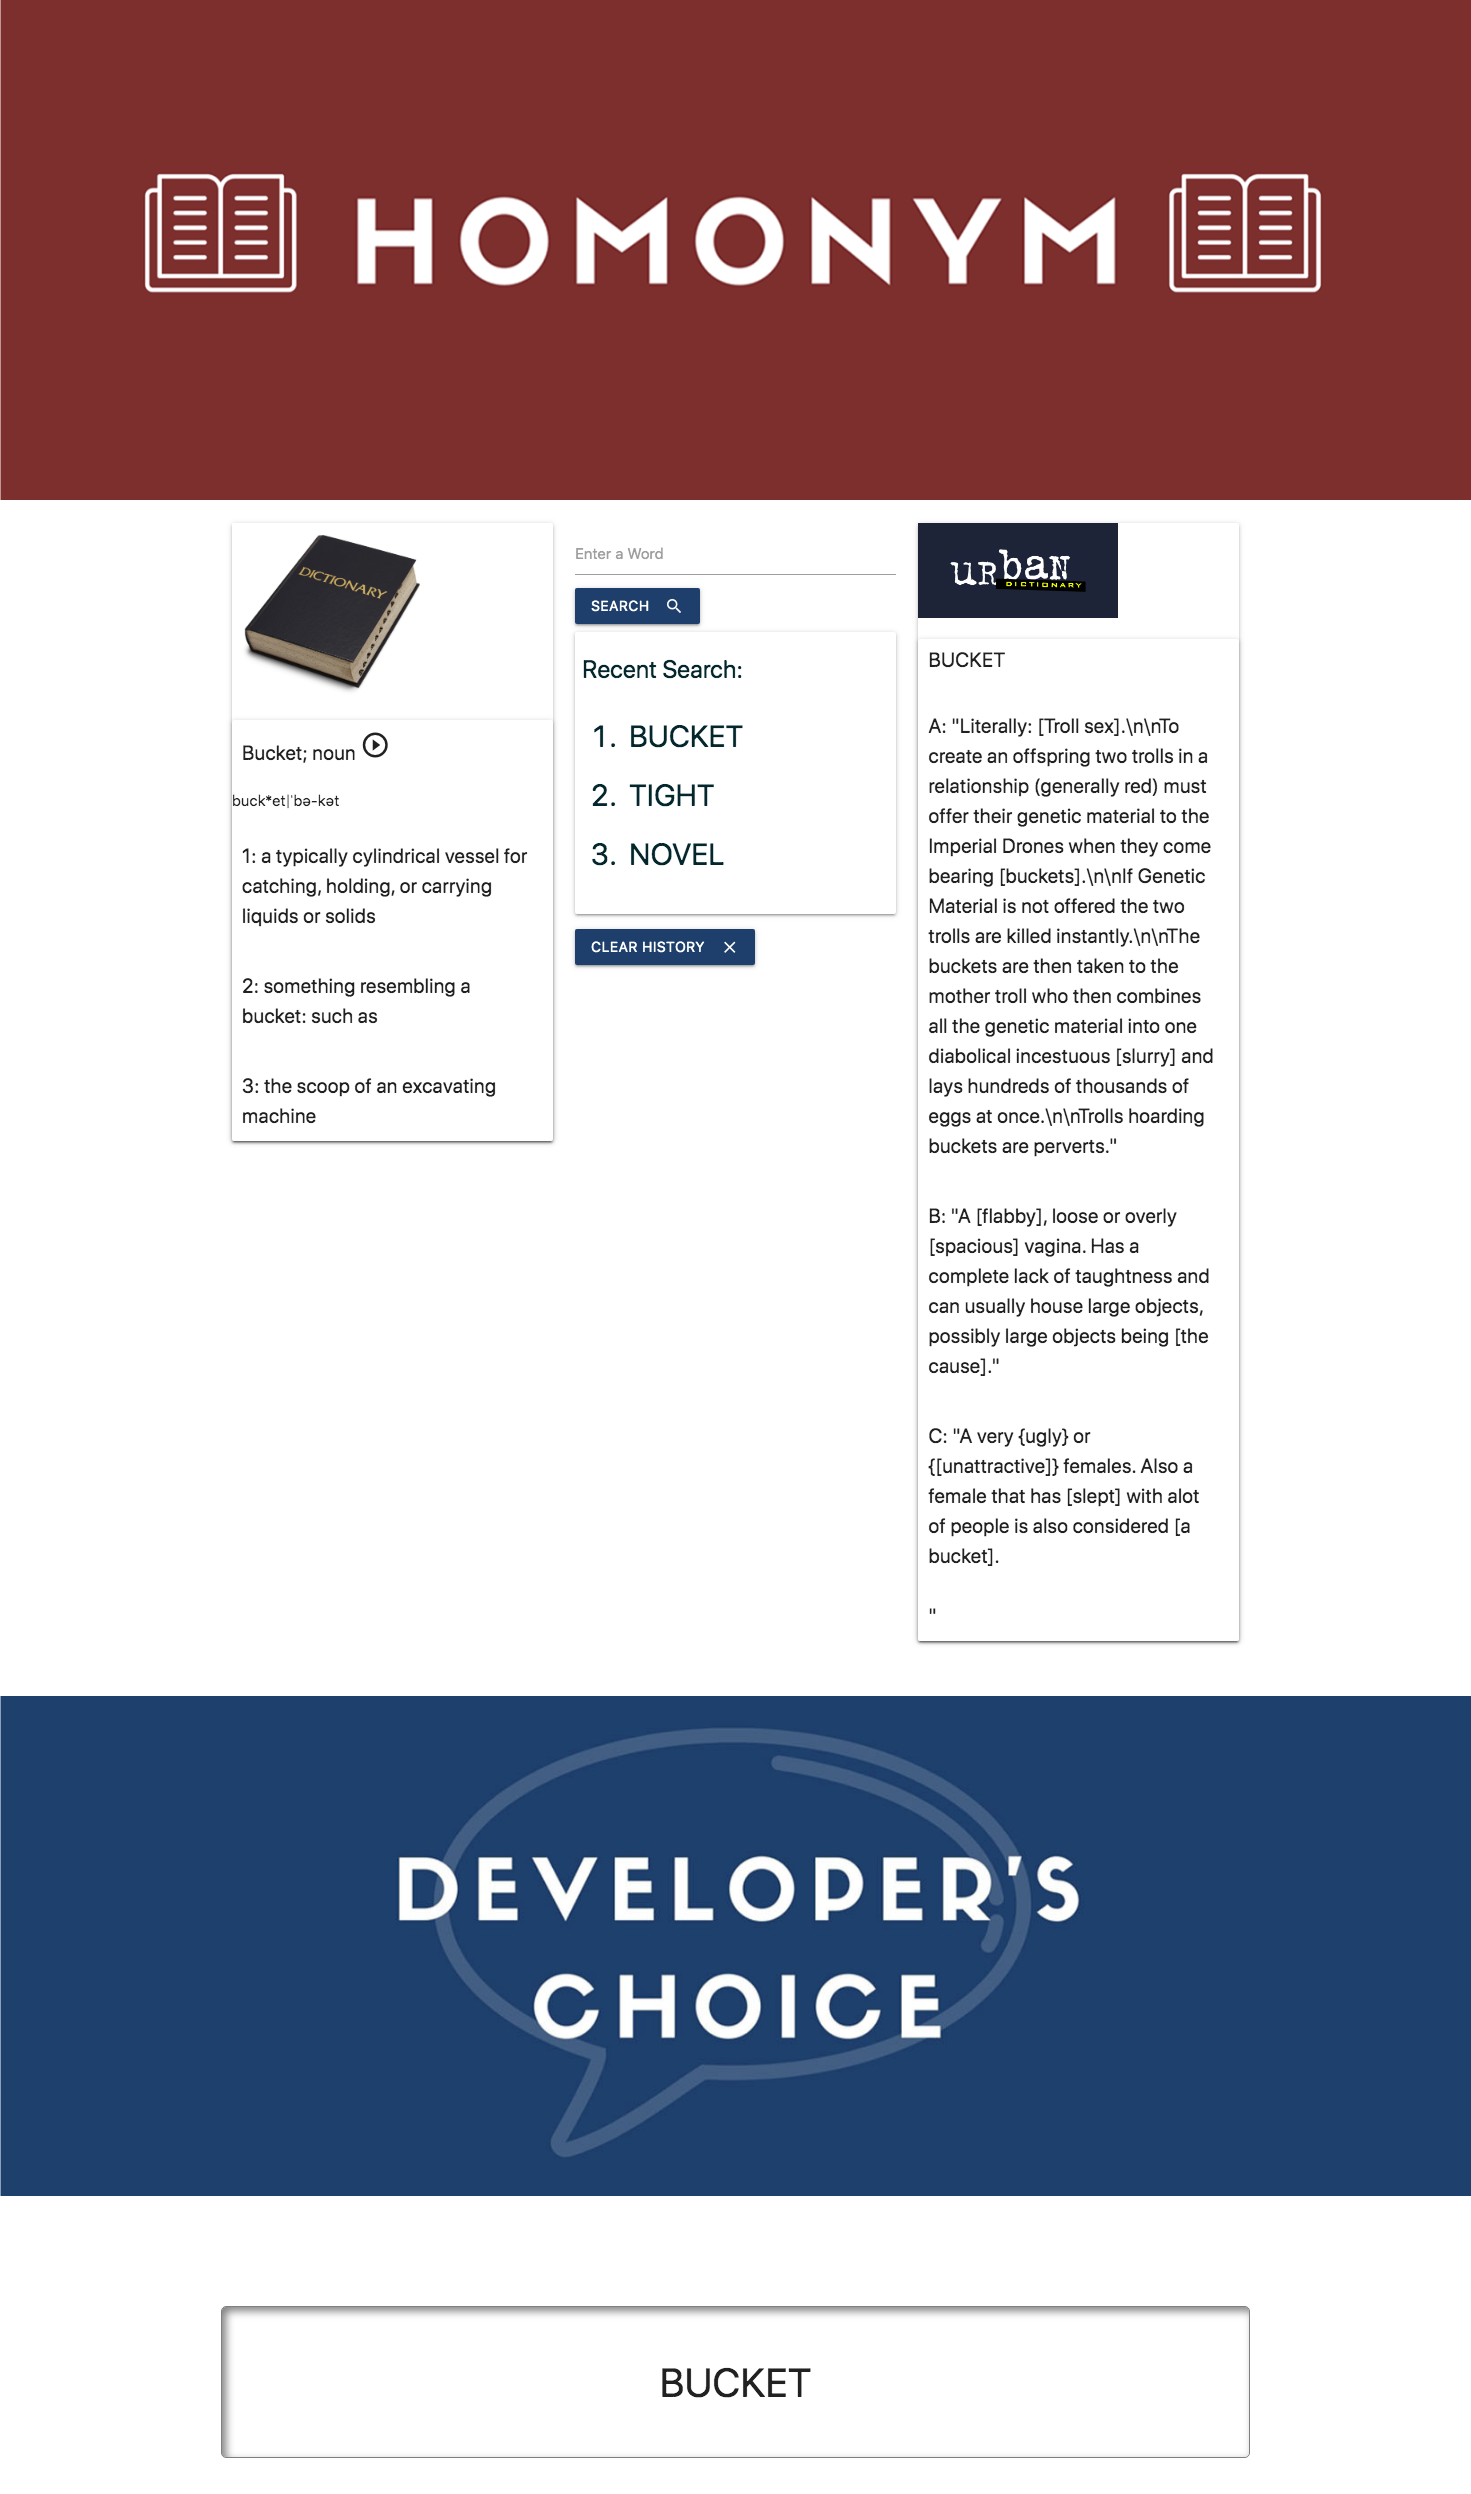 HOMONYM
DICTIONARY
Bucket; noun
buck*et|ˈbə-kət
1: a typically cylindrical vessel for
catching, holding, or carrying
liquids or solids
2: something resembling a
bucket: such as
3: the scoop of an excavating
machine
Enter a Word
SEARCH
Recent Search:
1. BUCKET
2. TIGHT
3. NOVEL
CLEAR HISTORY
urban
DICTIONARY
BUCKET
A: "Literally: [Troll sex].\n\nTo
create an offspring two trolls in a
relationship (generally red) must
offer their genetic material to the
Imperial Drones when they come
bearing [buckets].\n\nIf Genetic
Material is not offered the two
trolls are killed instantly.\n\nThe
buckets are then taken to the
mother troll who then combines
all the genetic material into one
diabolical incestuous [slurry] and
lays hundreds of thousands of
eggs at once.\n\nTrolls hoarding
buckets are perverts."
B: "A [flabby], loose or overly
[spacious] vagina. Has a
complete lack of taughtness and
can usually house large objects,
possibly large objects being [the
cause]."
C: "A very {ugly} or
{[unattractive]} females. Also a
female that has [slept] with alot
of people is also considered [a
bucket].
"
DEVELOPER'S
CHOICE
BUCKET